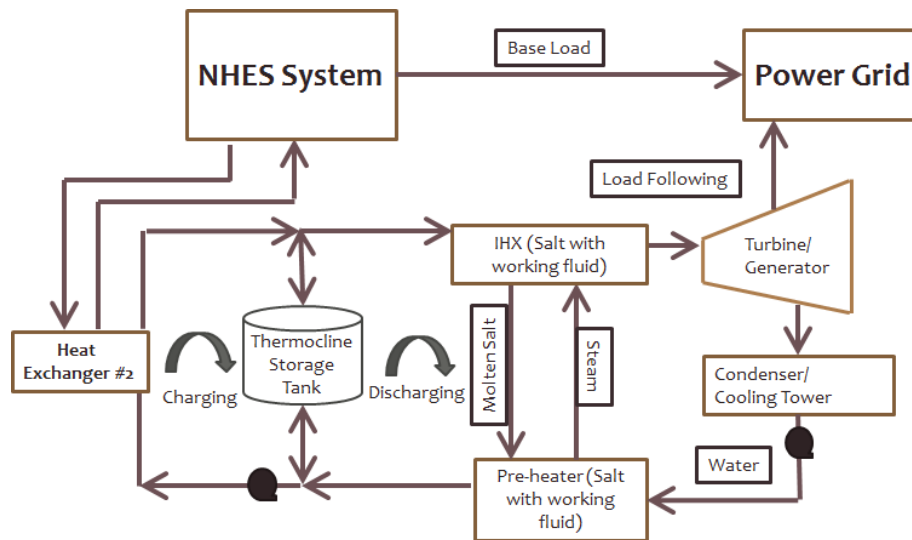 Base Load
NHES System
Power Grid
Load Following
IHX (Salt with
working fluid)
Turbine/
Generator
Thermocline
Storage
Tank
Heat
Exchanger #2
Charging
Discharging
Molten Salt
Steam
Condenser/
Cooling Tower
Water
Pre-heater (Salt
with working
fluid)